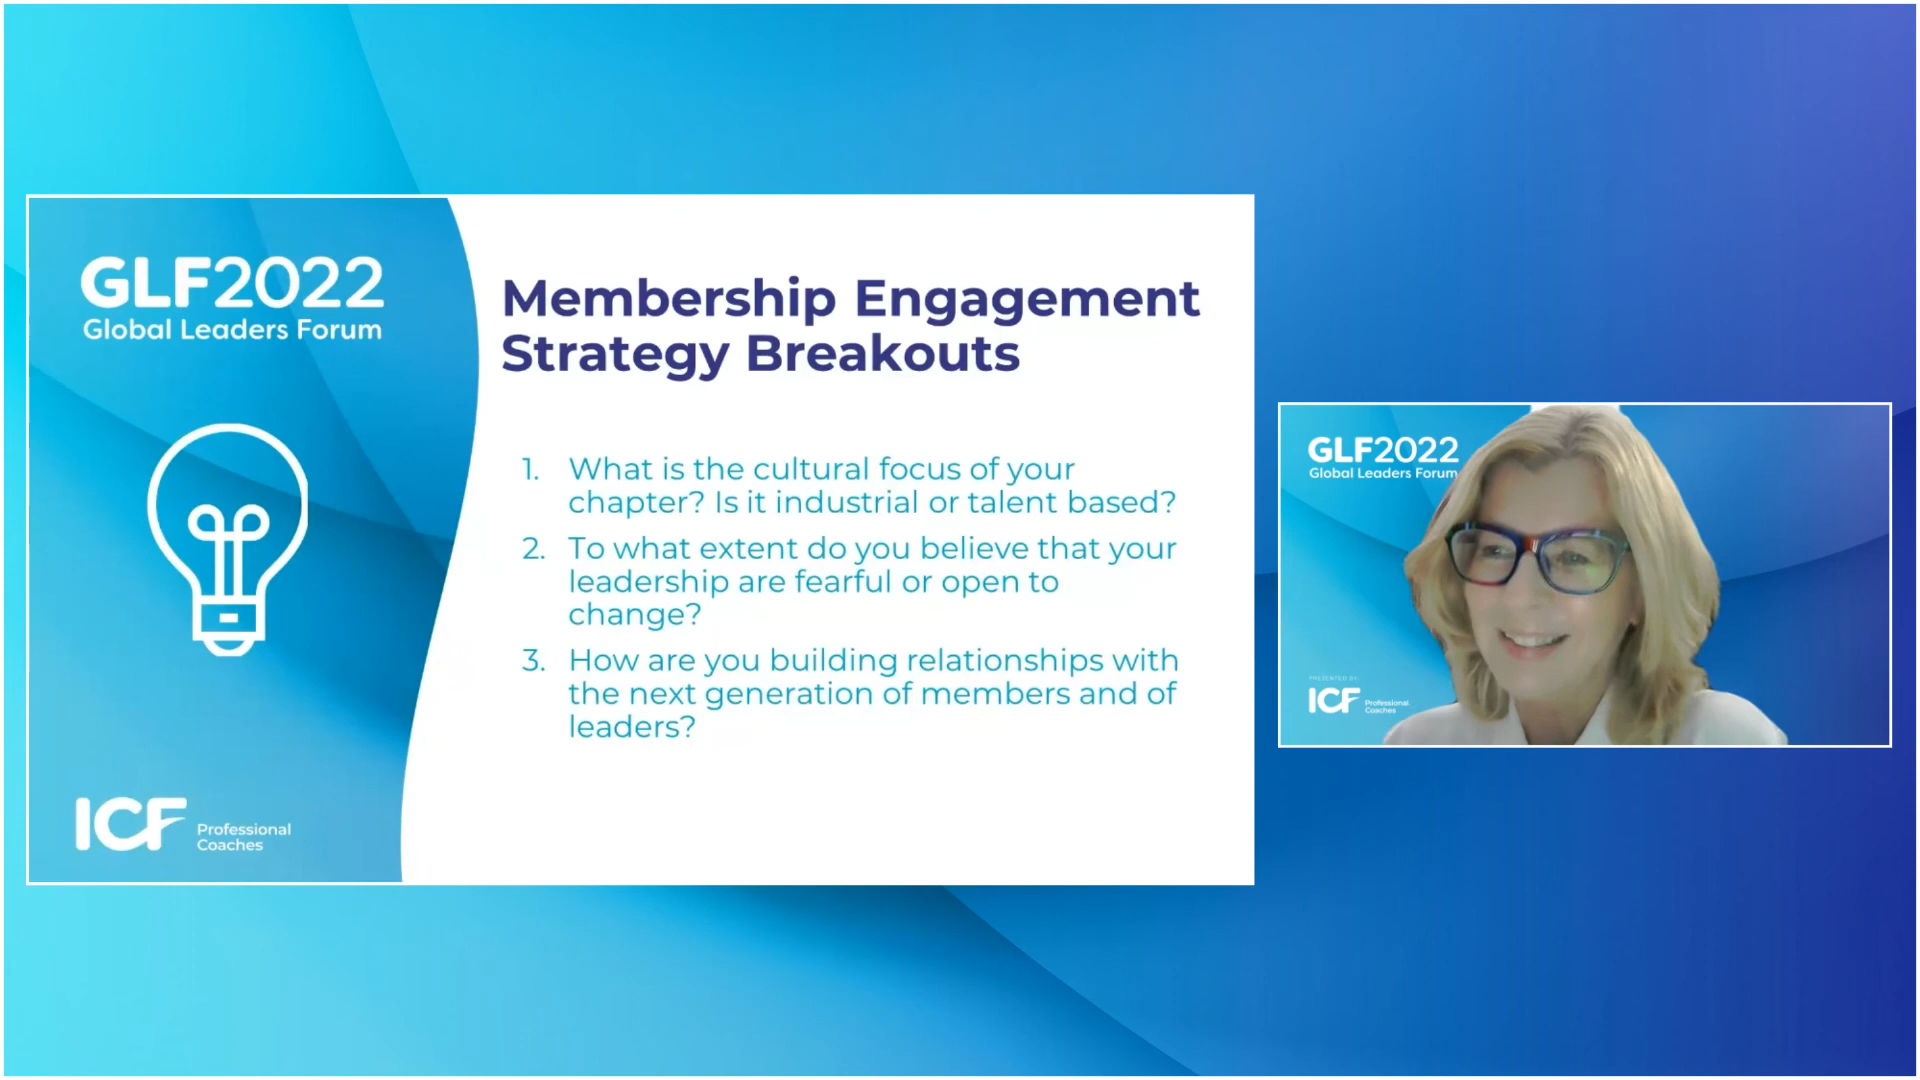 GLF2022
Global Leaders Forum
Membership Engagement
Strategy Breakouts
1. What is the cultural focus of your
chapter? Is it industrial or talent based?
2. To what extent do you believe that your
leadership are fearful or open to
change?
3. How are you building relationships with
the next generation of members and of
leaders?
ICF Professional
Coaches
GLF2022
Global Leaders Forum
PRESENTED BY
ICF Professional
Coaches